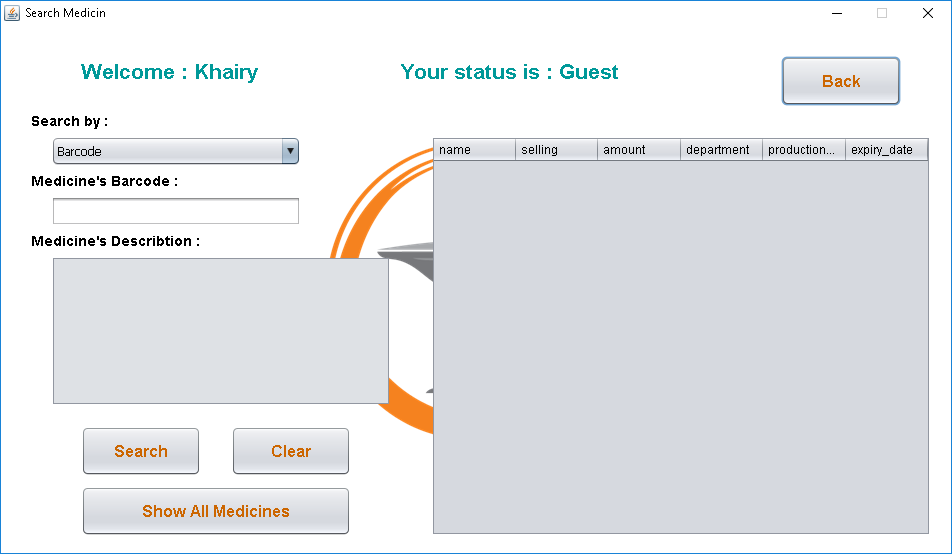 Search Medicin
Welcome : Khairy
Your status is : Guest
Back
Search by :
Barcode
Medicine's Barcode :
Medicine's Describtion :
Search
Clear
Show All Medicines
name selling amount department production... expiry_date